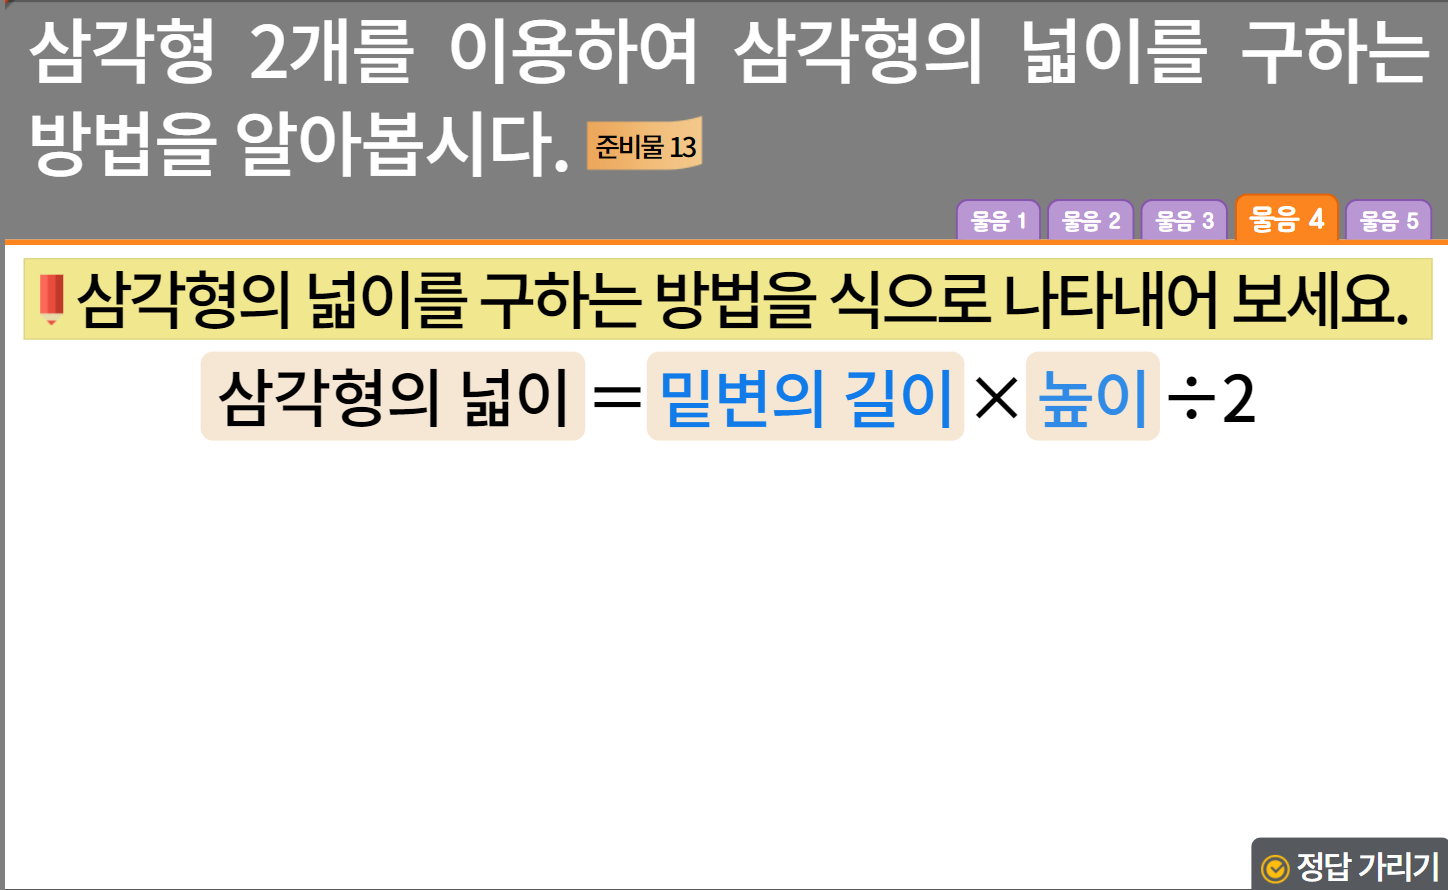 삼각형 2개를 이용하여 삼각형의 넓이를 구하는
방법을 알아봅시다. 준비물 13
물음 1 물음 2 물음 3 물음 4 물음 5
삼각형의 넓이를 구하는 방법을 식으로 나타내어 보세요.
삼각형의 넓이 = 밑변의 길이 × 높이 ÷2
정답 가리기